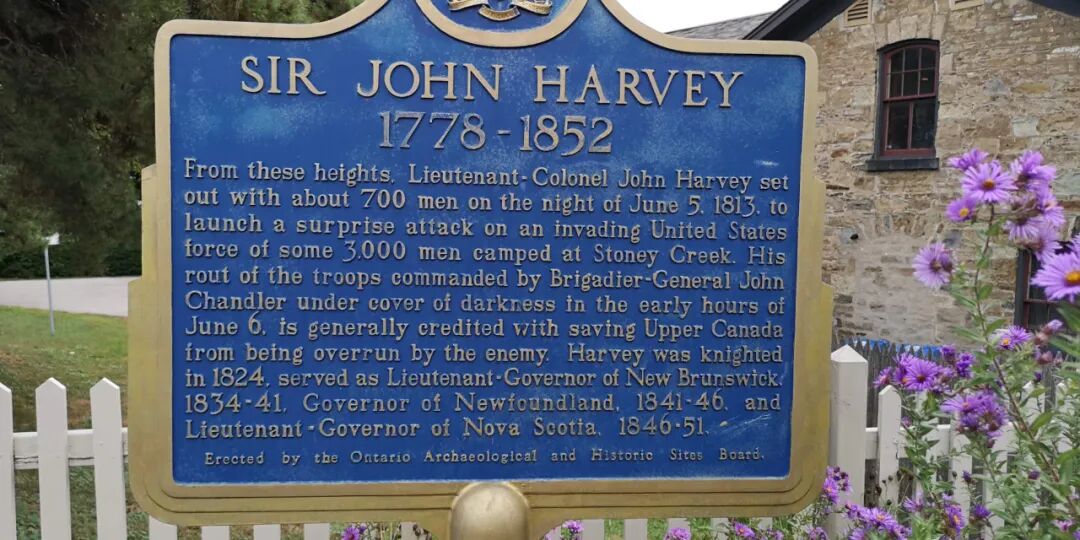 SIR JOHN HARVEY
1778-1852
From these heights, Lieutenant-Colonel John Harvey set
out with about 700 men on the night of June 5, 1813, to
launch a surprise attack on an invading United States
force of some 3,000 men camped at Stoney Creek. His
rout of the troops commanded by Brigadier-General John
Chandler under cover of darkness in the early hours of
June 6, is generally credited with saving Upper Canada
from being overrun by the enemy. Harvey was knighted
in 1824, served as Lieutenant-Governor of New Brunswick,
1834-41, Governor of Newfoundland, 1841-46, and
Lieutenant-Governor of Nova Scotia, 1846-51.
Erected by the Ontario Archaeological and Historic Sites Board.